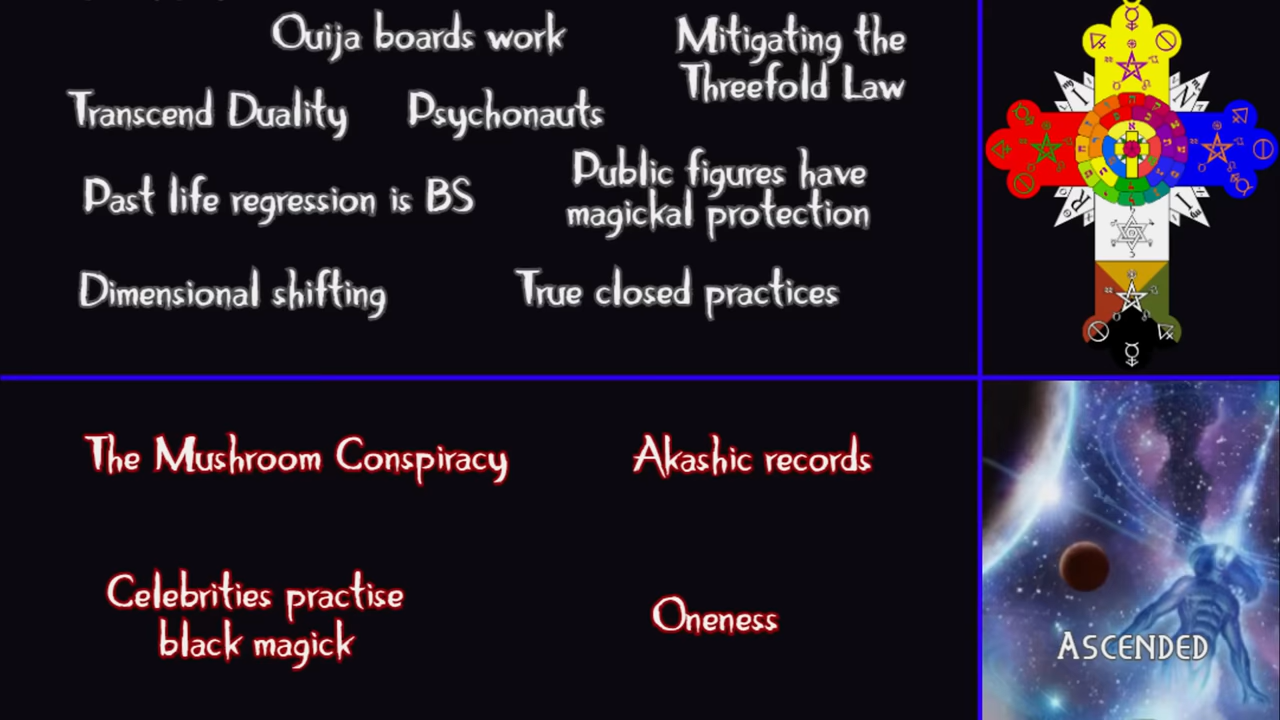 Ouija boards work
Mitigating the
Threefold Law
Transcend Duality
Psychonauts
Past life regression is BS
Public figures have
magickal protection
Dimensional shifting
True closed practices
I N
R I
The Mushroom Conspiracy
Akashic records
Celebrities practise
black magick
Oneness
ASCENDED